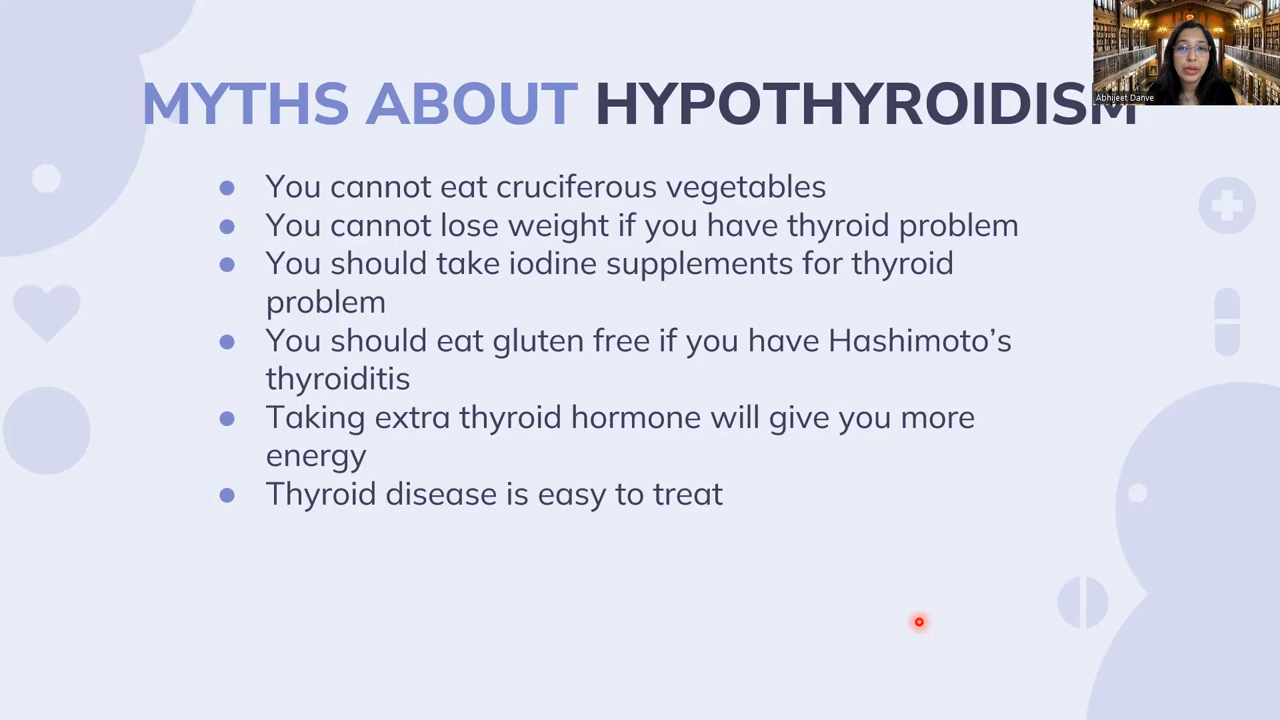 MYTHS ABOUT HYPOTHYROIDISM
Abhijeet Danve
● You cannot eat cruciferous vegetables
● You cannot lose weight if you have thyroid problem
● You should take iodine supplements for thyroid
problem
● You should eat gluten free if you have Hashimoto’s
thyroiditis
● Taking extra thyroid hormone will give you more
energy
● Thyroid disease is easy to treat